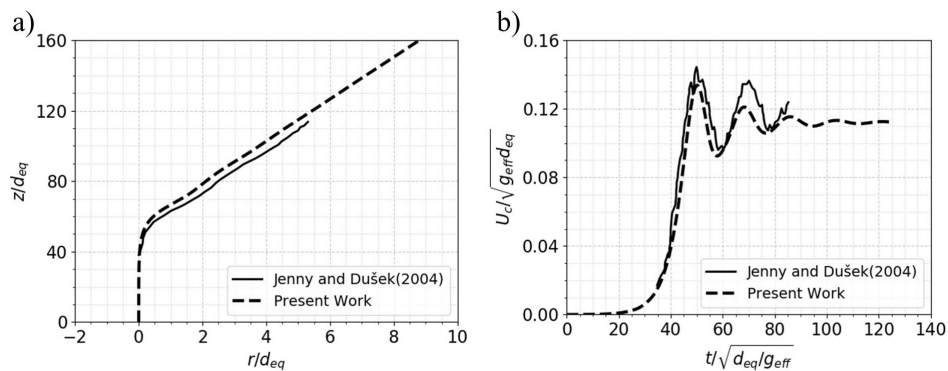 a)
160
120
80
40
0
z/d_eq
−2 0 2 4 6 8 10
r/d_eq
Jenny and Dušek(2004)
Present Work
b)
0.16
0.12
0.08
0.04
0.00
U_c/√g_eff d_eq
0 20 40 60 80 100 120 140
t/√d_eq/g_eff
Jenny and Dušek(2004)
Present Work